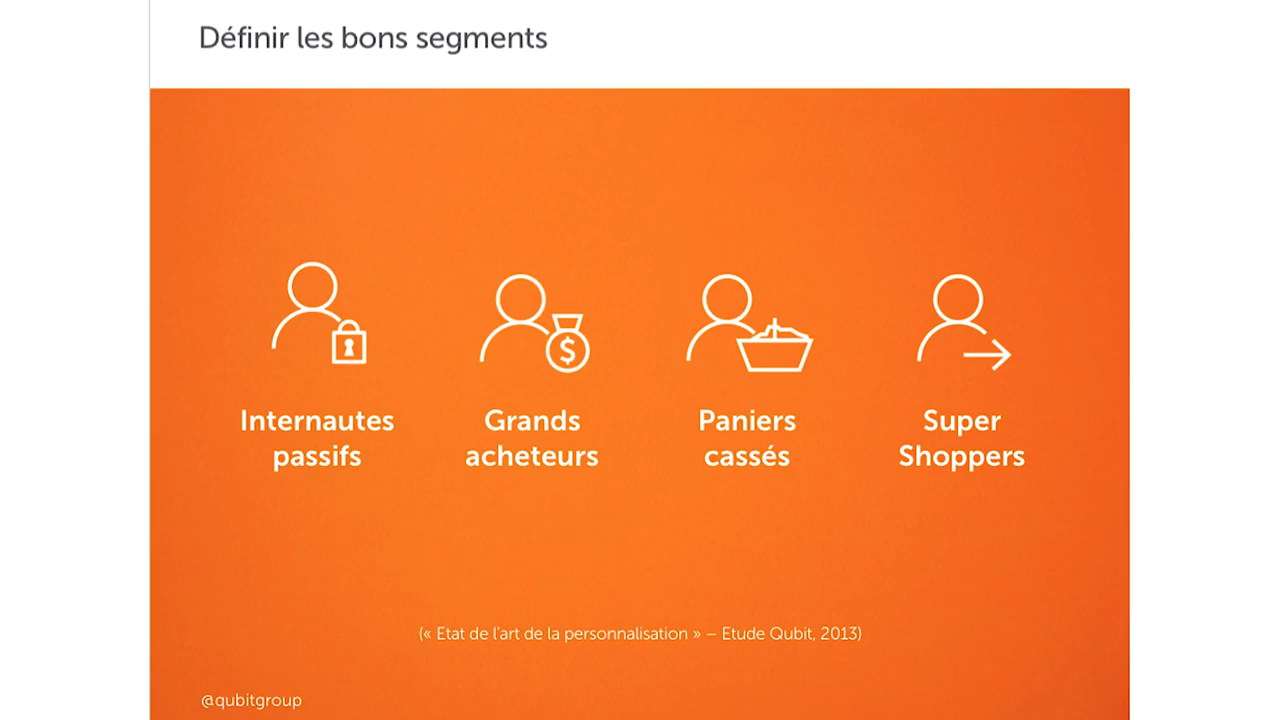 Définir les bons segments
Internautes
passifs
Grands
acheteurs
Paniers
cassés
Super
Shoppers
(« Etat de l'art de la personnalisation » – Etude Qubit, 2013)
@qubitgroup